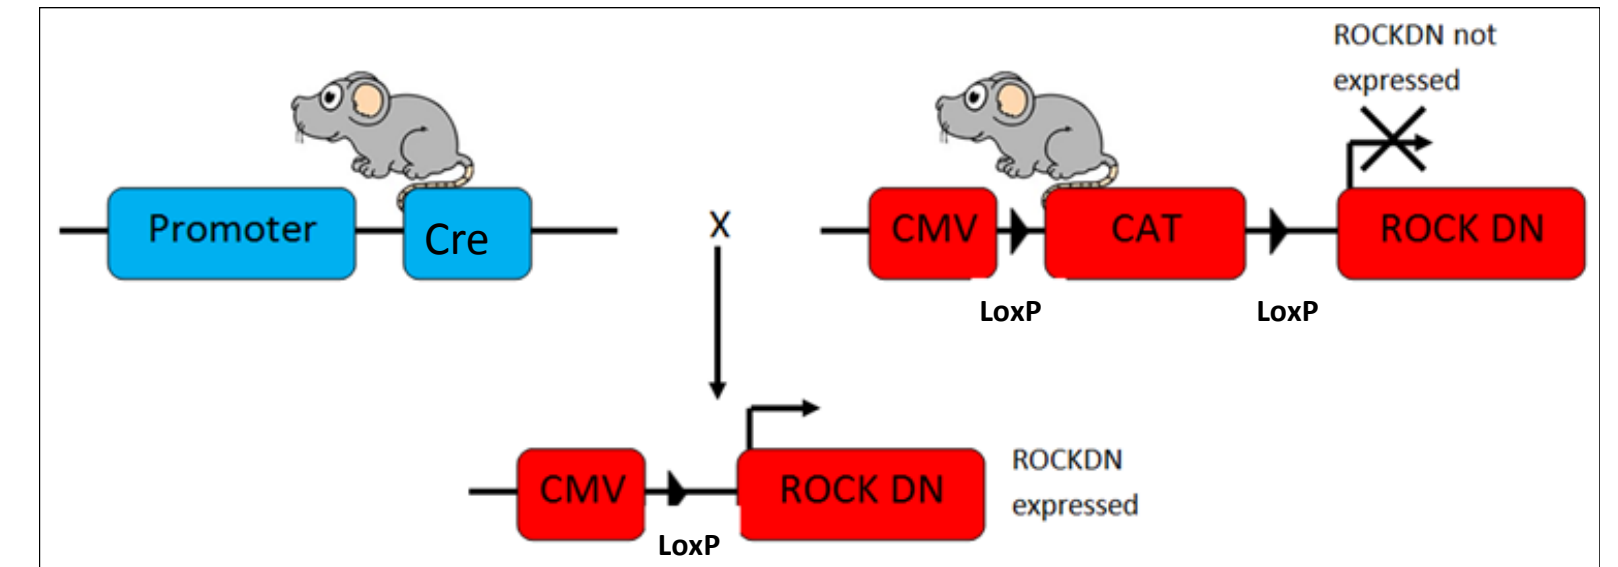 ROCKDN not
expressed
Promoter
Cre
X
CMV
CAT
ROCK DN
LoxP
LoxP
CMV
ROCK DN
ROCKDN
expressed
LoxP